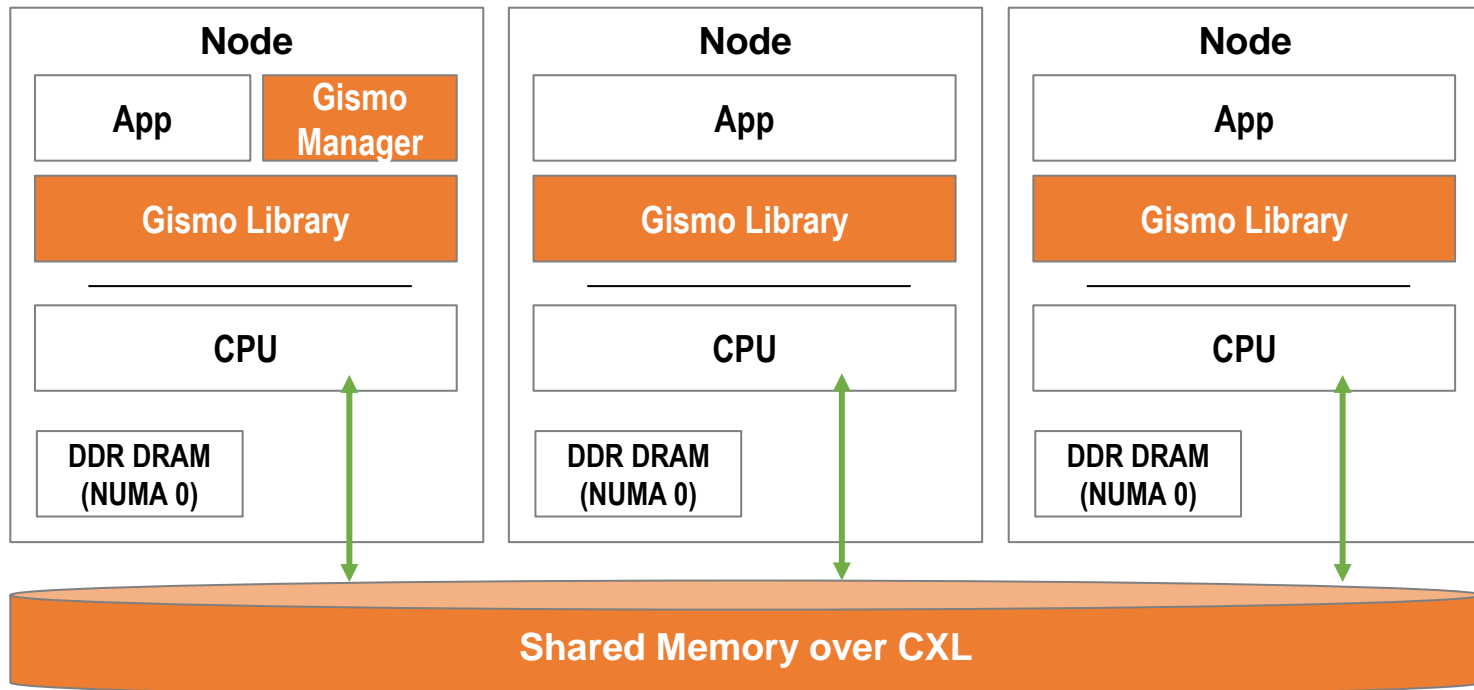 Node
App
Gismo
Manager
Gismo Library
CPU
DDR DRAM
(NUMA 0)
Node
App
Gismo Library
CPU
DDR DRAM
(NUMA 0)
Node
App
Gismo Library
CPU
DDR DRAM
(NUMA 0)
Shared Memory over CXL